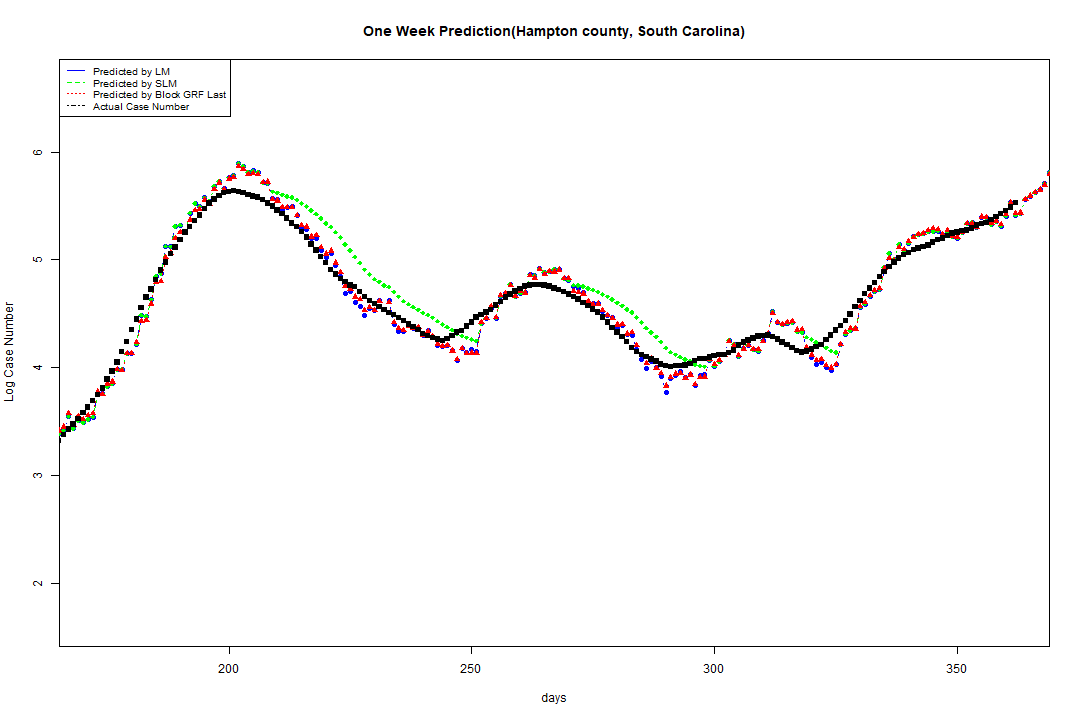 One Week Prediction(Hampton county, South Carolina)
Predicted by LM
Predicted by SLM
Predicted by Block GRF Last
Actual Case Number
6
5
4
3
2
Log Case Number
200 250 300 350
days